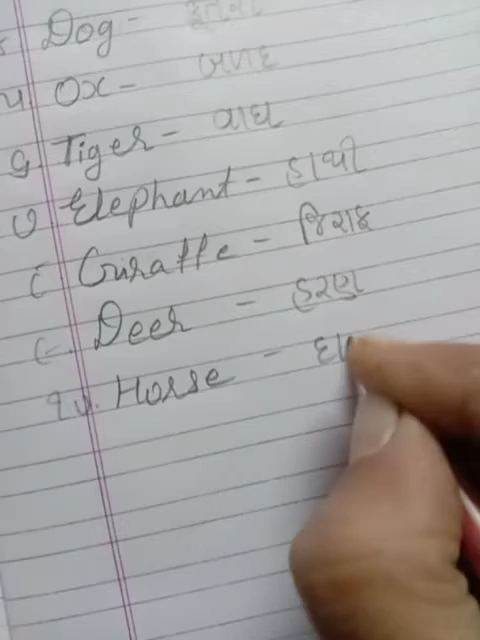 Dog -
૫. Ox - બળદ
૬. Tiger - વાઘ
૭ Elephant - હાથી
૮ Giraffe - જિરાફ
૯. Deer - હરણ
૧૦. Horse -